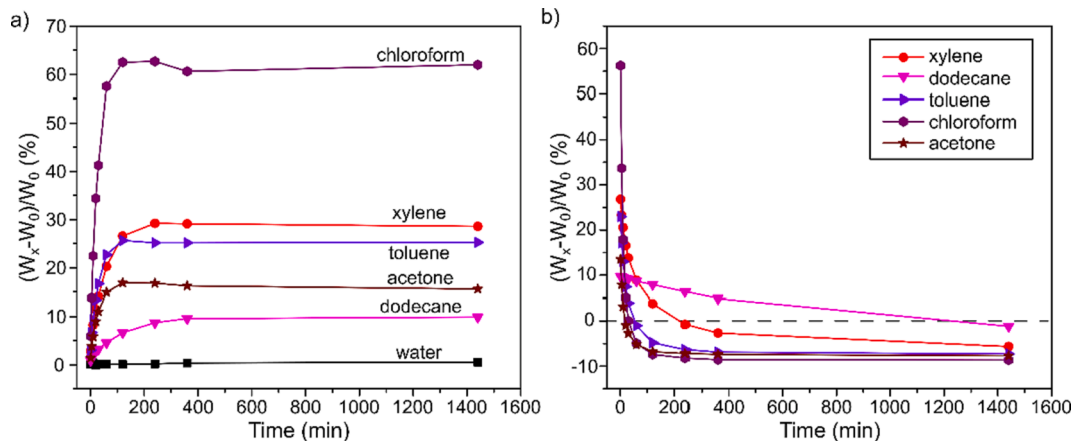 a)
70
60
50
40
30
20
10
0
(Wₓ-W₀)/W₀ (%)
chloroform
xylene
toluene
acetone
dodecane
water
0 200 400 600 800 1000 1200 1400 1600
Time (min)
b)
60
50
40
30
20
10
0
-10
(Wₓ-W₀)/W₀ (%)
xylene
dodecane
toluene
chloroform
acetone
0 200 400 600 800 1000 1200 1400 1600
Time (min)